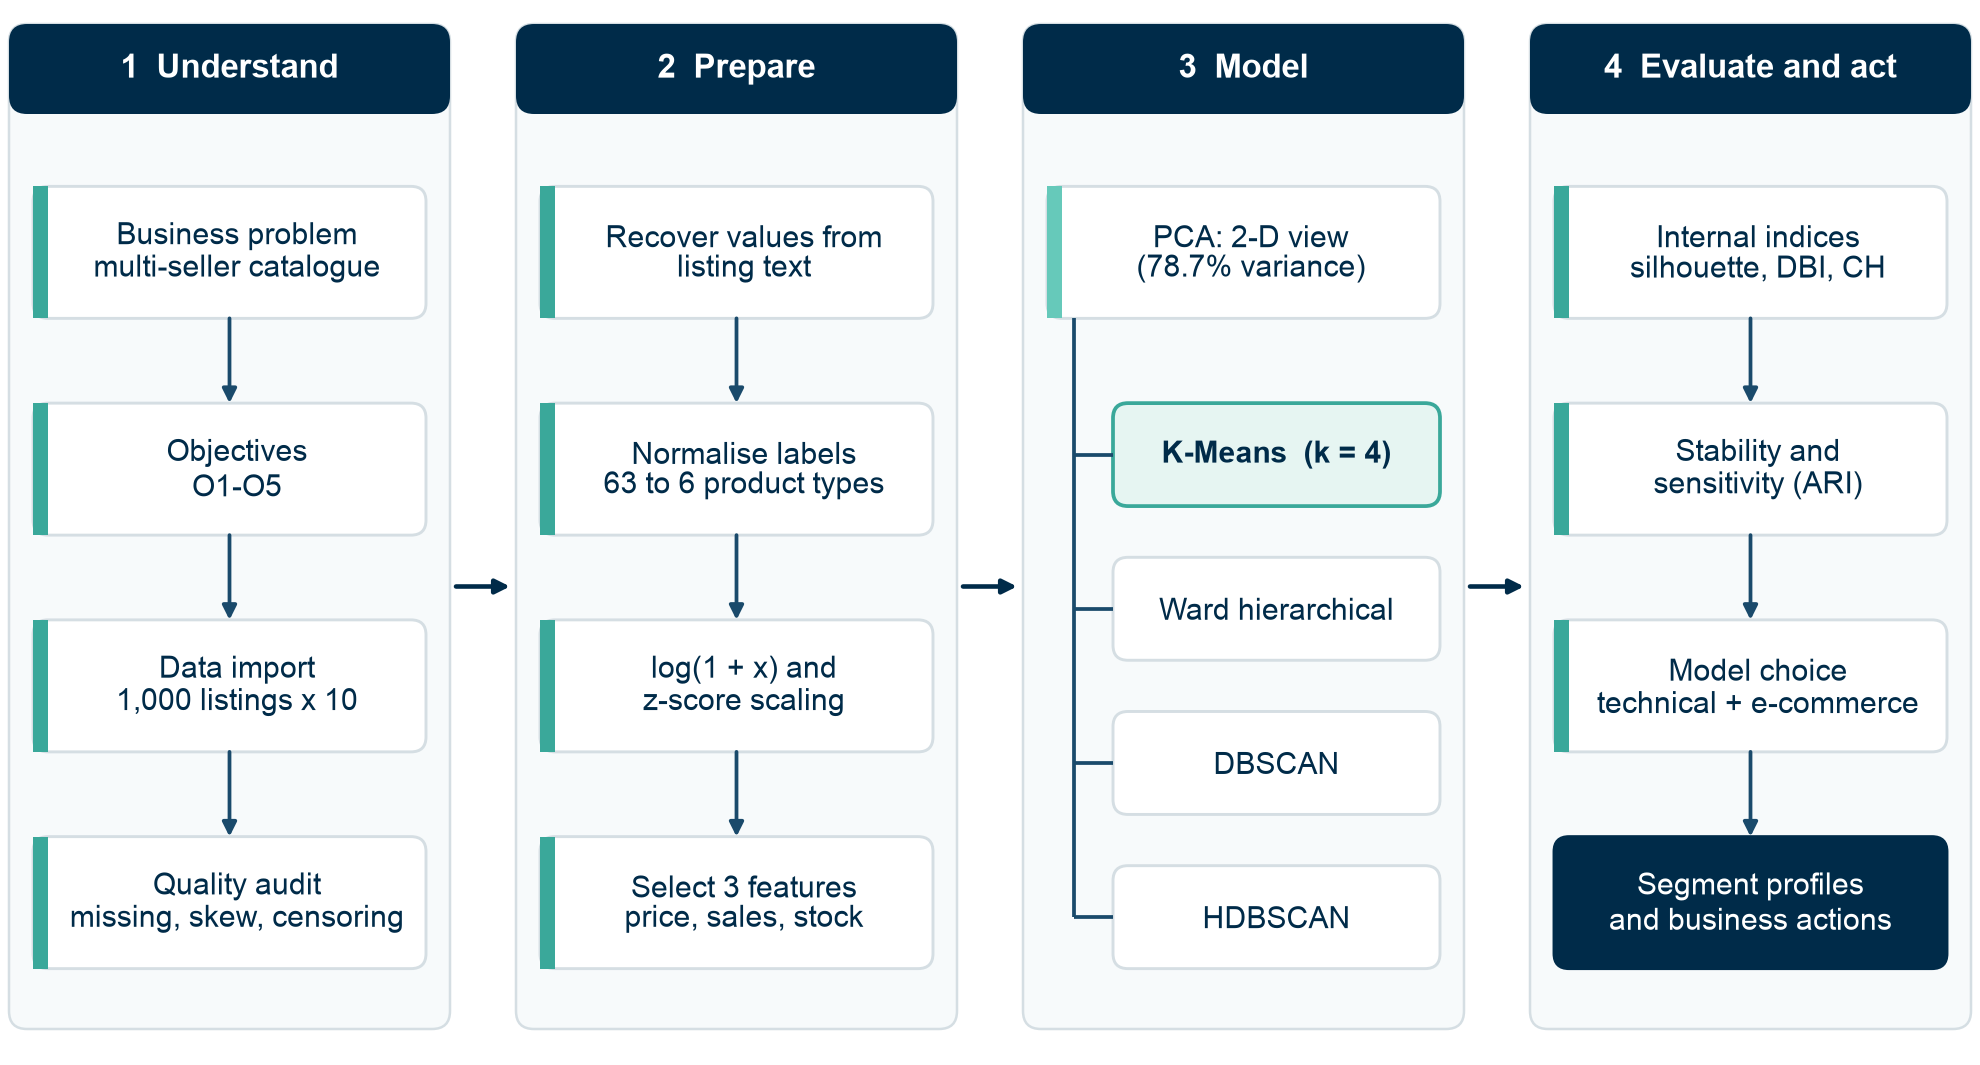 1 Understand
Business problem
multi-seller catalogue
Objectives
O1-O5
Data import
1,000 listings x 10
Quality audit
missing, skew, censoring
2 Prepare
Recover values from
listing text
Normalise labels
63 to 6 product types
log(1 + x) and
z-score scaling
Select 3 features
price, sales, stock
3 Model
PCA: 2-D view
(78.7% variance)
K-Means (k = 4)
Ward hierarchical
DBSCAN
HDBSCAN
4 Evaluate and act
Internal indices
silhouette, DBI, CH
Stability and
sensitivity (ARI)
Model choice
technical + e-commerce
Segment profiles
and business actions